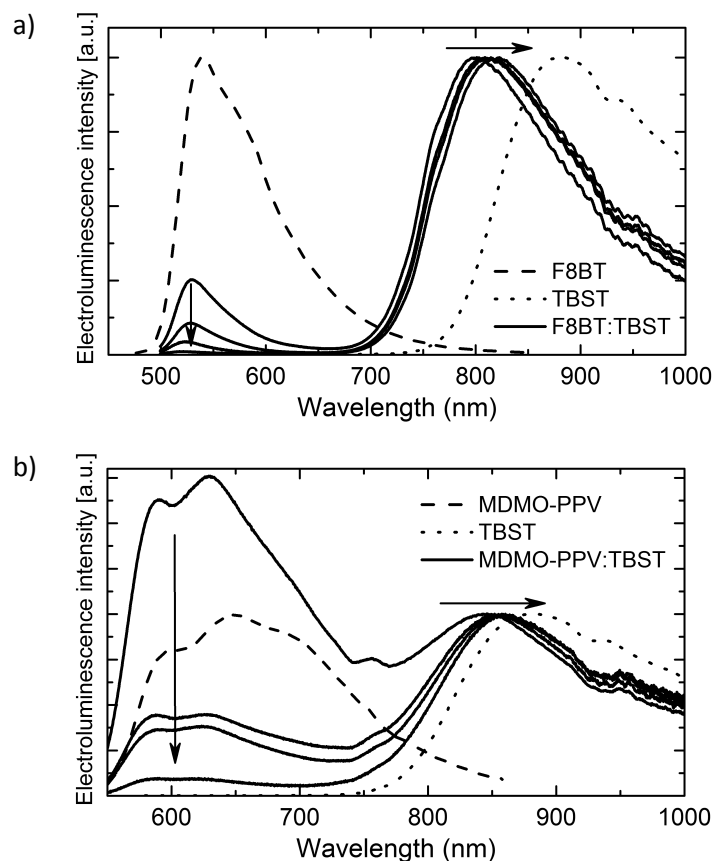 a)
Electroluminescence intensity [a.u.]
F8BT
TBST
F8BT:TBST
500 600 700 800 900 1000
Wavelength (nm)
b)
Electroluminescence intensity [a.u.]
MDMO-PPV
TBST
MDMO-PPV:TBST
600 700 800 900 1000
Wavelength (nm)